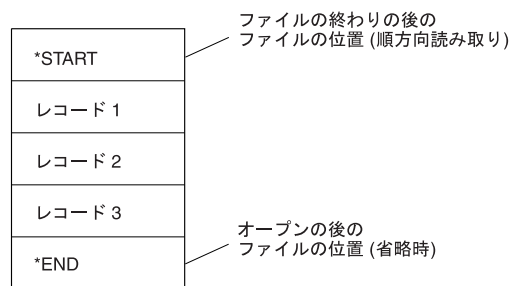 ファイルの終わりの後の
ファイルの位置 (順方向読み取り)
*START
レコード 1
レコード 2
レコード 3
オープンの後の
ファイルの位置 (省略時)
*END